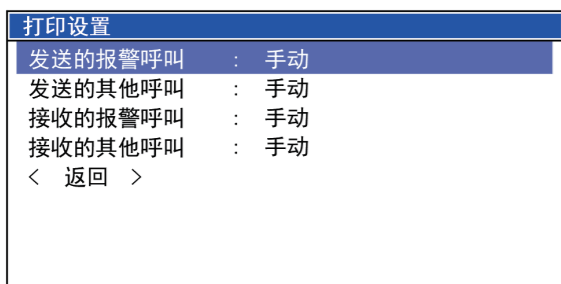 打印设置
发送的报警呼叫 : 手动
发送的其他呼叫 : 手动
接收的报警呼叫 : 手动
接收的其他呼叫 : 手动
< 返回 >